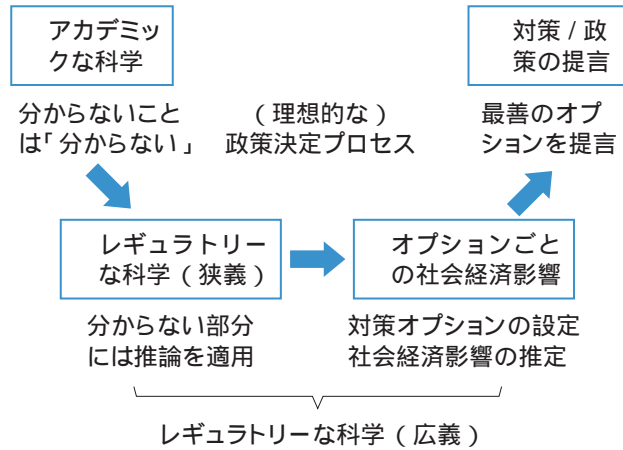 アカデミッ
クな科学
対策 / 政
策の提言
分からないこと
は「分からない」
（理想的な）
政策決定プロセス
最善のオプ
ションを提言
レギュラトリー
な科学（狭義）
オプションごと
の社会経済影響
分からない部分
には推論を適用
対策オプションの設定
社会経済影響の推定
レギュラトリーな科学（広義）